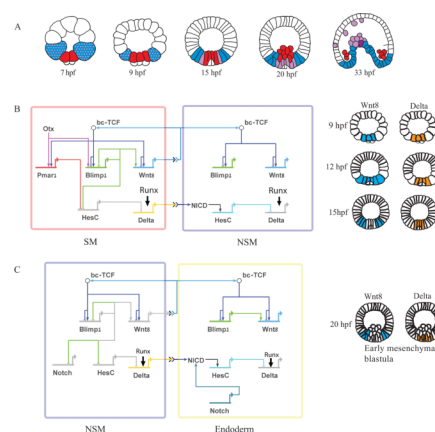 A
7 hpf
9 hpf
15 hpf
20 hpf
33 hpf
B
Otx
bc-TCF
bc-TCF
Pmar1
Blimp1
Wnt8
Blimp1
Wnt8
Runx
HesC
Delta
NICD
HesC
Runx
Delta
SM
NSM
Wnt8
Delta
9 hpf
12 hpf
15hpf
C
bc-TCF
bc-TCF
Blimp1
Wnt8
Blimp1
Wnt8
Notch
HesC
Runx
Delta
NICD
HesC
Runx
Delta
Notch
NSM
Endoderm
Wnt8
Delta
20 hpf
Early mesenchyma
blastula